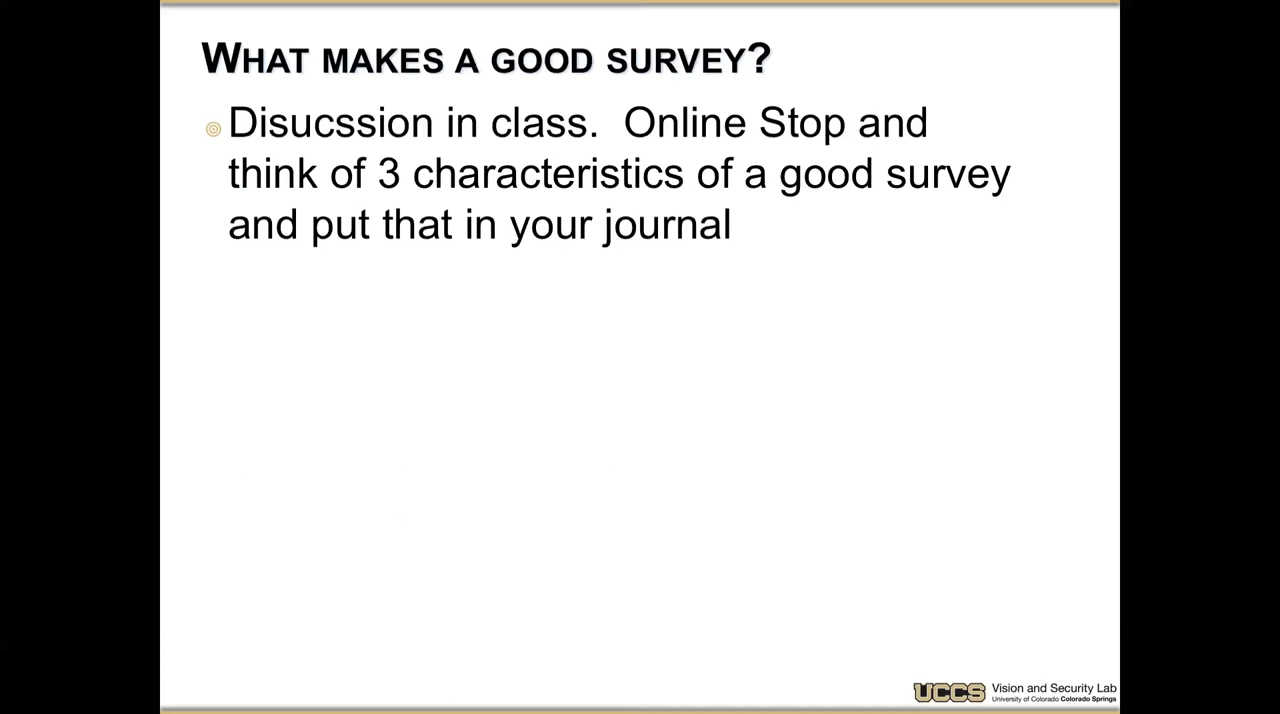 WHAT MAKES A GOOD SURVEY?
Disucssion in class.  Online Stop and
think of 3 characteristics of a good survey
and put that in your journal
UCCS Vision and Security Lab
University of Colorado Colorado Springs